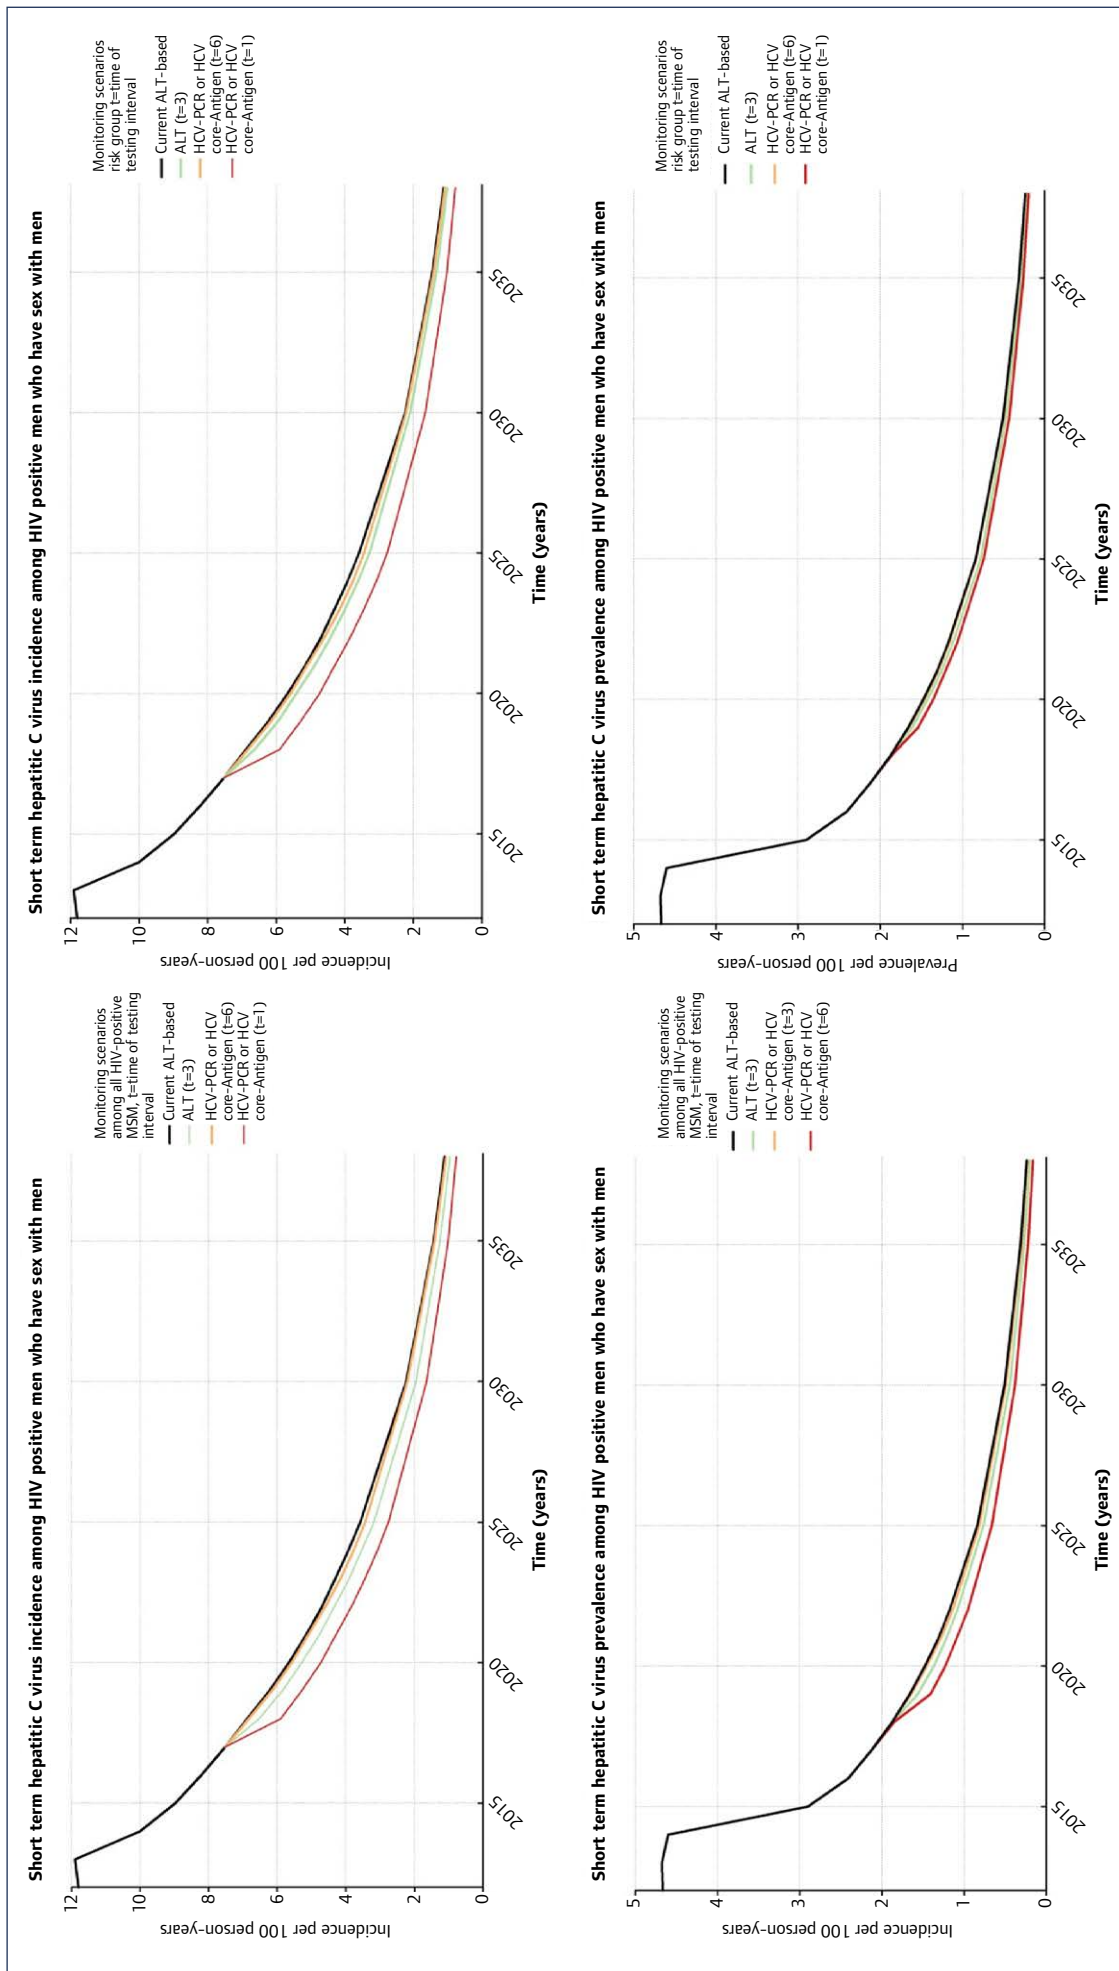 Short term hepatitic C virus incidence among HIV positive men who have sex with men
Incidence per 100 person-years
12
10
8
6
4
2
0
2015
2020
2025
2030
2035
Time (years)
Monitoring scenarios
among all HIV-positive
MSM, t=time of testing
interval
Current ALT-based
ALT (t=3)
HCV-PCR or HCV
core-Antigen (t=6)
HCV-PCR or HCV
core-Antigen (t=1)
Short term hepatitic C virus incidence among HIV positive men who have sex with men
Incidence per 100 person-years
12
10
8
6
4
2
0
2015
2020
2025
2030
2035
Time (years)
Monitoring scenarios
risk group t=time of
testing interval
Current ALT-based
ALT (t=3)
HCV-PCR or HCV
core-Antigen (t=6)
HCV-PCR or HCV
core-Antigen (t=1)
Short term hepatitic C virus prevalence among HIV positive men who have sex with men
Incidence per 100 person-years
5
4
3
2
1
0
2015
2020
2025
2030
2035
Time (years)
Monitoring scenarios
among all HIV-positive
MSM, t=time of testing
interval
Current ALT-based
ALT (t=3)
HCV-PCR or HCV
core-Antigen (t=3)
HCV-PCR or HCV
core-Antigen (t=6)
Short term hepatitic C virus prevalence among HIV positive men who have sex with men
Prevalence per 100 person-years
5
4
3
2
1
0
2015
2020
2025
2030
2035
Time (years)
Monitoring scenarios
risk group t=time of
testing interval
Current ALT-based
ALT (t=3)
HCV-PCR or HCV
core-Antigen (t=6)
HCV-PCR or HCV
core-Antigen (t=1)